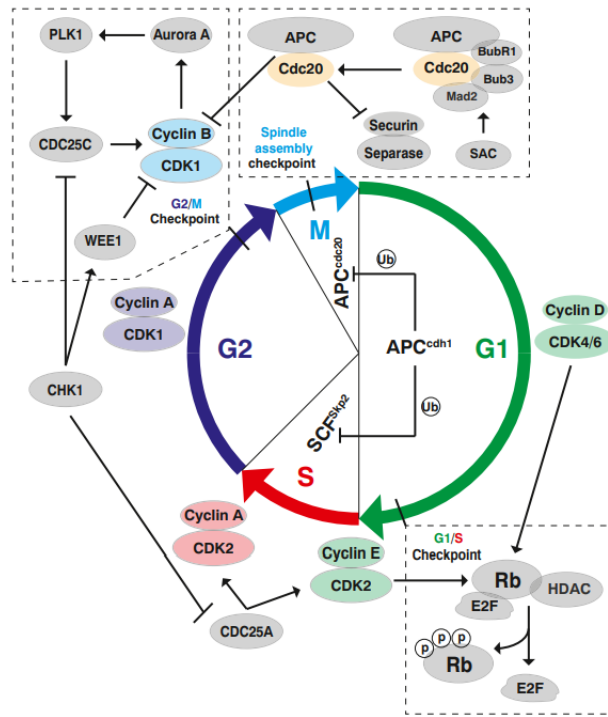 PLK1
Aurora A
CDC25C
Cyclin B
CDK1
G2/M
Checkpoint
WEE1
APC
Cdc20
APC
BubR1
Cdc20
Bub3
Mad2
Spindle
assembly
checkpoint
Securin
Separase
SAC
M
Cyclin A
CDK1
G2
APCcdc20
Ub
APCcdh1
G1
Cyclin D
CDK4/6
CHK1
Ub
SCFSkp2
S
Cyclin A
CDK2
Cyclin E
CDK2
CDC25A
G1/S
Checkpoint
Rb
HDAC
E2F
P
P
P
Rb
E2F